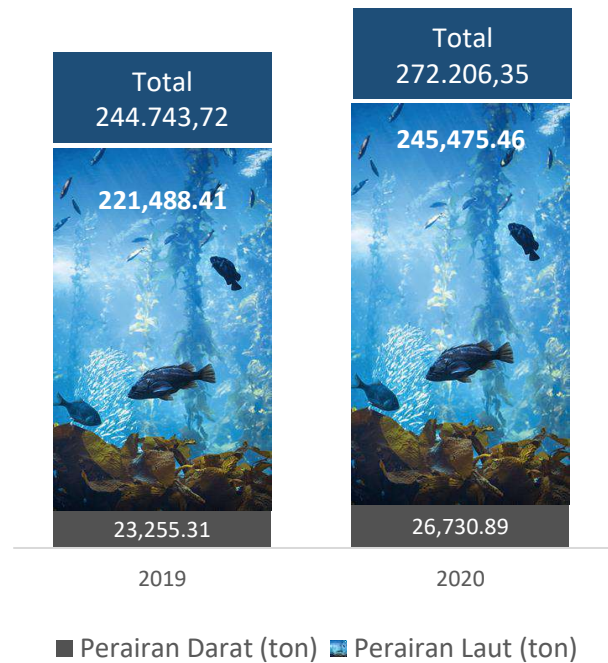 Total
244.743,72
Total
272.206,35
221,488.41
245,475.46
23,255.31
26,730.89
2019
2020
Perairan Darat (ton)
Perairan Laut (ton)